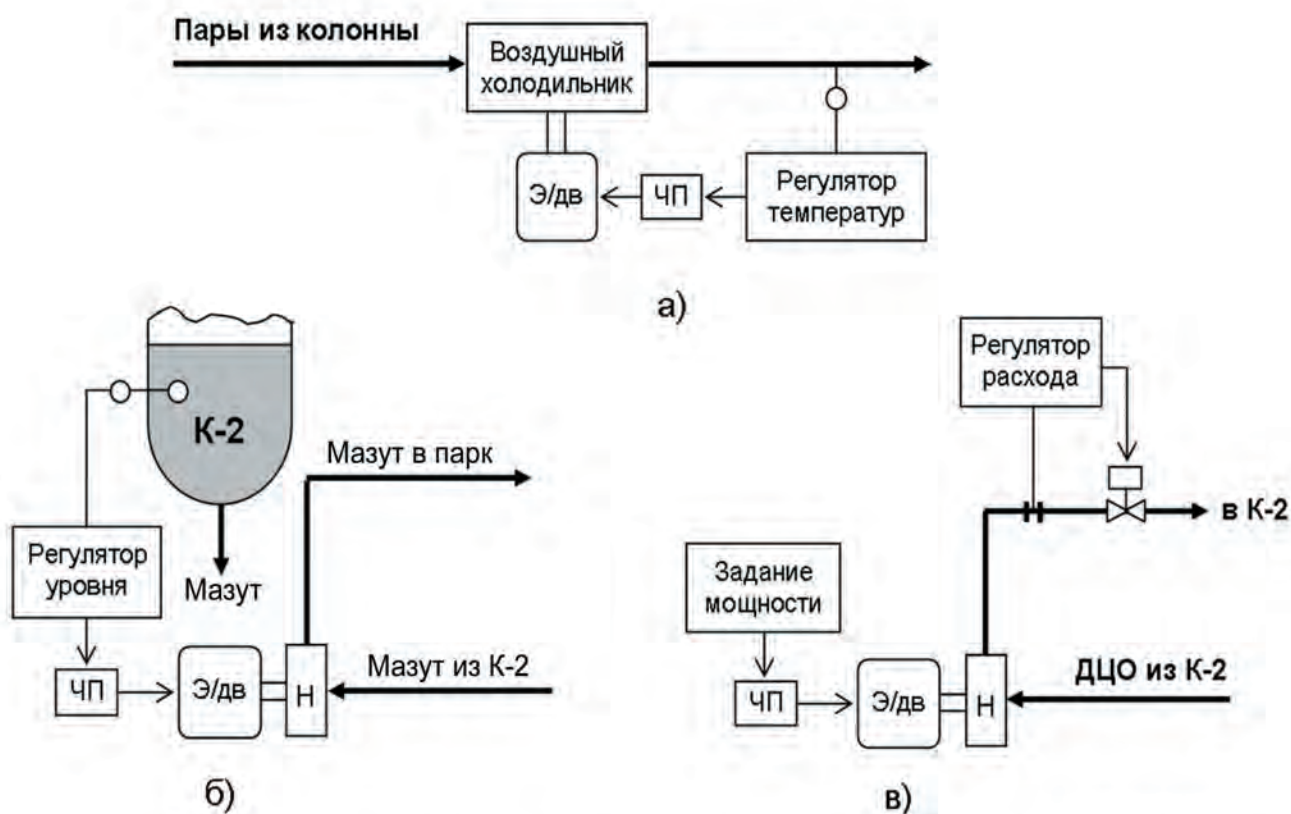 Пары из колонны
Воздушный
холодильник
Э/дв
ЧП
Регулятор
температур
а)
К-2
Мазут в парк
Регулятор
уровня
Мазут
ЧП
Э/дв
Н
Мазут из К-2
б)
Регулятор
расхода
в К-2
Задание
мощности
ЧП
Э/дв
Н
ДЦО из К-2
в)